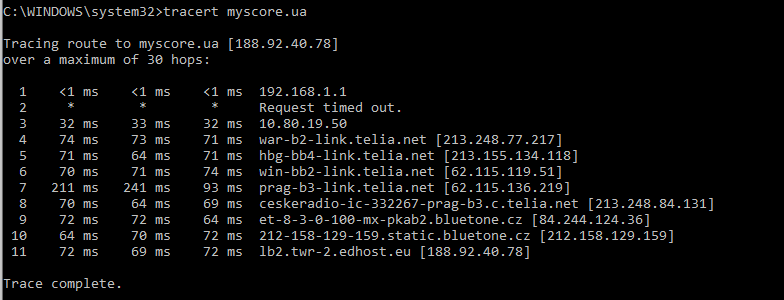 C:\WINDOWS\system32>tracert myscore.ua
Tracing route to myscore.ua [188.92.40.78]
over a maximum of 30 hops:
1 <1 ms <1 ms <1 ms 192.168.1.1
2 * * * Request timed out.
3 32 ms 33 ms 32 ms 10.80.19.50
4 74 ms 73 ms 71 ms war-b2-link.telia.net [213.248.77.217]
5 71 ms 64 ms 71 ms hbg-bb4-link.telia.net [213.155.134.118]
6 70 ms 71 ms 74 ms win-bb2-link.telia.net [62.115.119.51]
7 211 ms 241 ms 93 ms prag-b3-link.telia.net [62.115.136.219]
8 70 ms 64 ms 69 ms ceskeradio-ic-332267-prag-b3.c.telia.net [213.248.84.131]
9 72 ms 72 ms 64 ms et-8-3-0-100-mx-pkab2.bluetone.cz [84.244.124.36]
10 64 ms 70 ms 72 ms 212-158-129-159.static.bluetone.cz [212.158.129.159]
11 72 ms 69 ms 72 ms lb2.twr-2.edhost.eu [188.92.40.78]
Trace complete.